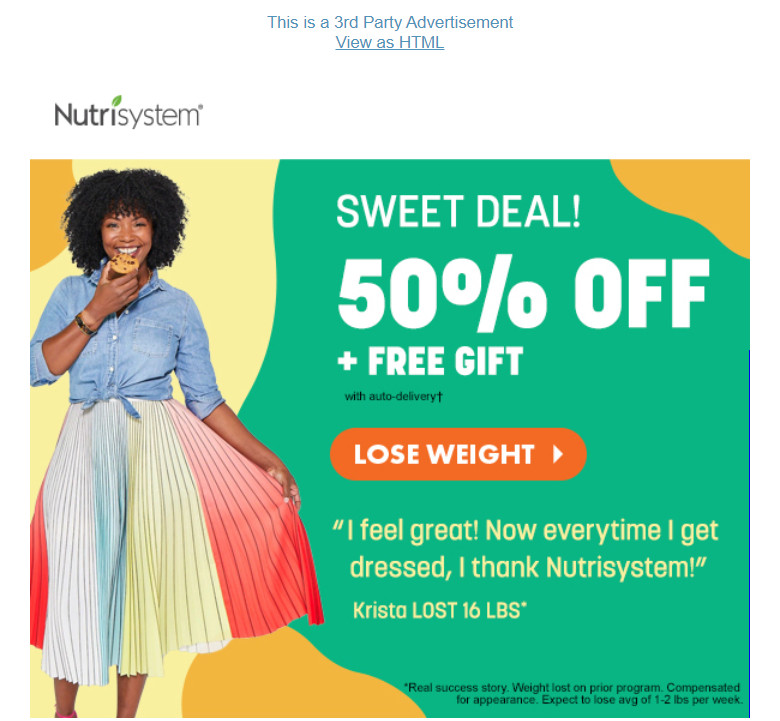 This is a 3rd Party Advertisement
View as HTML
Nutrisystem®
SWEET DEAL!
50% OFF
+ FREE GIFT
with auto-delivery†
LOSE WEIGHT
“I feel great! Now everytime I get
dressed, I thank Nutrisystem!”
Krista LOST 16 LBS*
*Real success story. Weight lost on prior program. Compensated
for appearance. Expect to lose avg of 1-2 lbs per week.